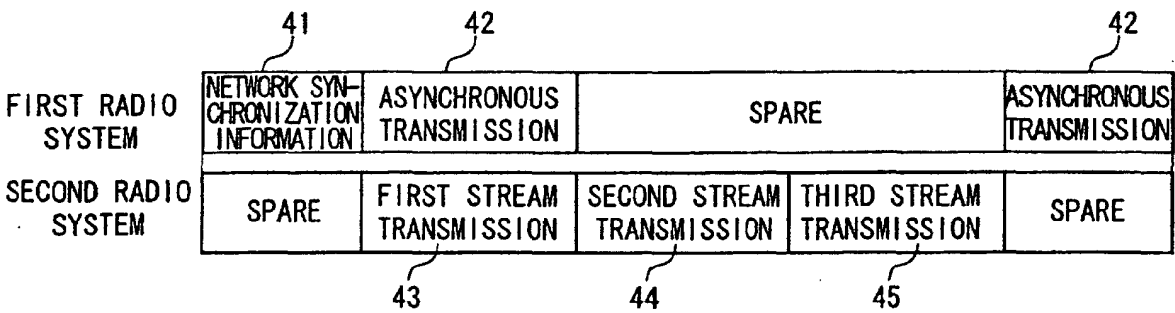 41
42
42
FIRST RADIO
SYSTEM
NETWORK SYN-
CHRONIZATION
INFORMATION
ASYNCHRONOUS
TRANSMISSION
SPARE
ASYNCHRONOUS
TRANSMISSION
SECOND RADIO
SYSTEM
SPARE
FIRST STREAM
TRANSMISSION
SECOND STREAM
TRANSMISSION
THIRD STREAM
TRANSMISSION
SPARE
43
44
45